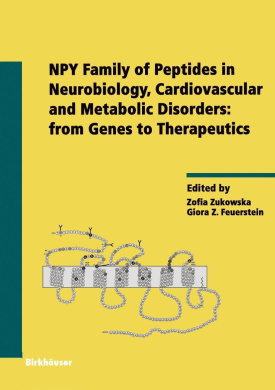 NPY Family of Peptides in
Neurobiology, Cardiovascular
and Metabolic Disorders:
from Genes to Therapeutics
Edited by
Zofia Zukowska
Giora Z. Feuerstein
Birkhäuser